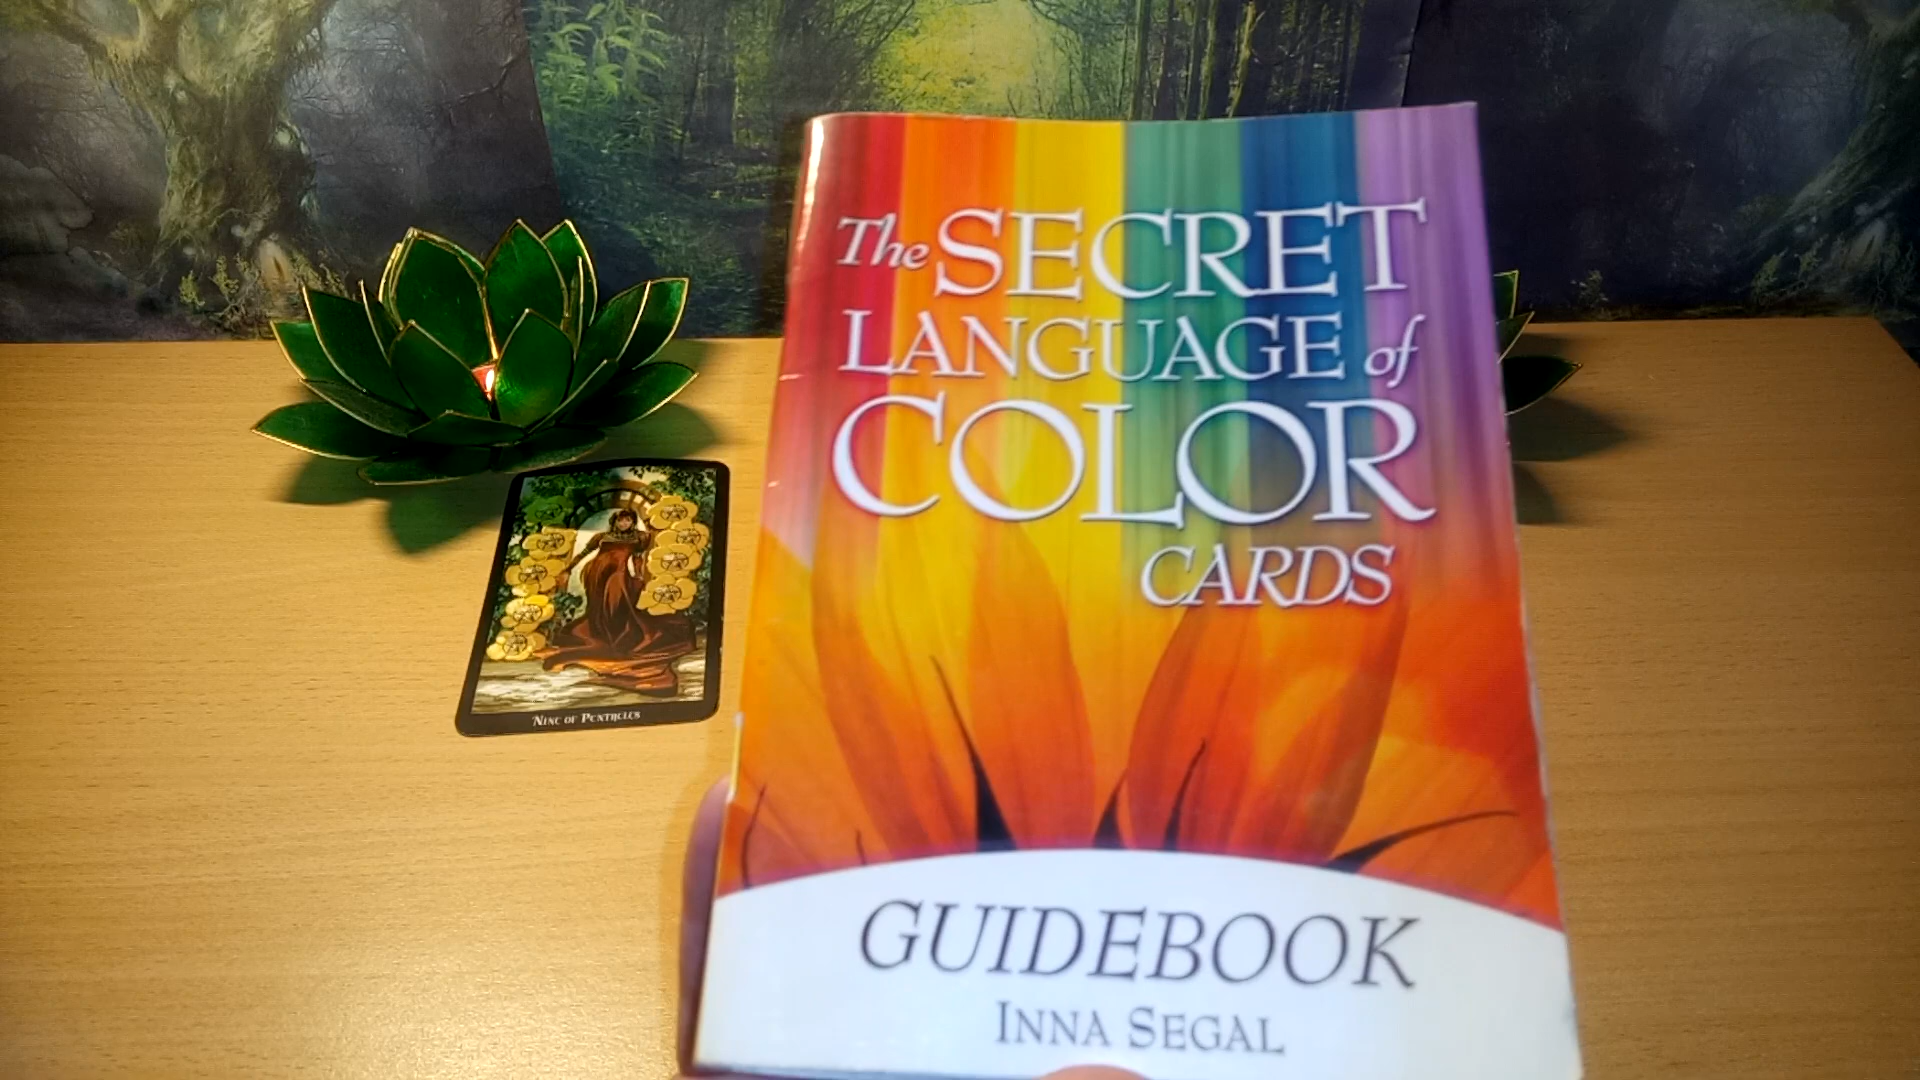 The SECRET
LANGUAGE of
COLOR
CARDS
GUIDEBOOK
INNA SEGAL
NINE OF PENTACLES